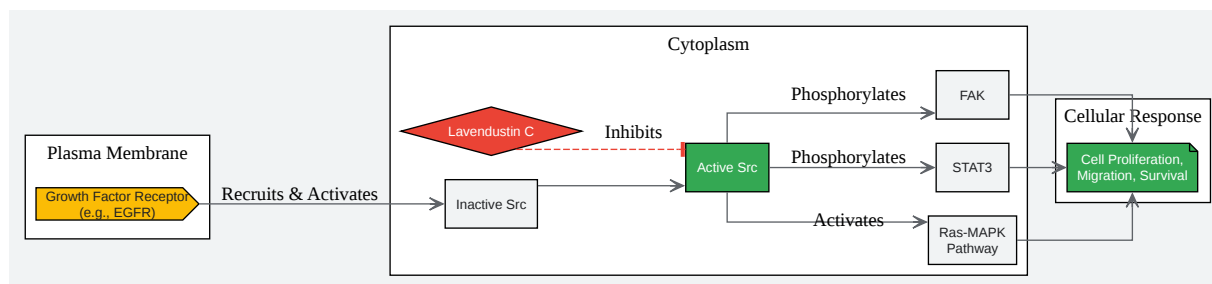 Cytoplasm
Plasma Membrane
Growth Factor Receptor
(e.g., EGFR)
Recruits & Activates
Lavendustin C
Inhibits
Inactive Src
Active Src
Phosphorylates
Phosphorylates
Activates
FAK
STAT3
Ras-MAPK
Pathway
Cellular Response
Cell Proliferation,
Migration, Survival